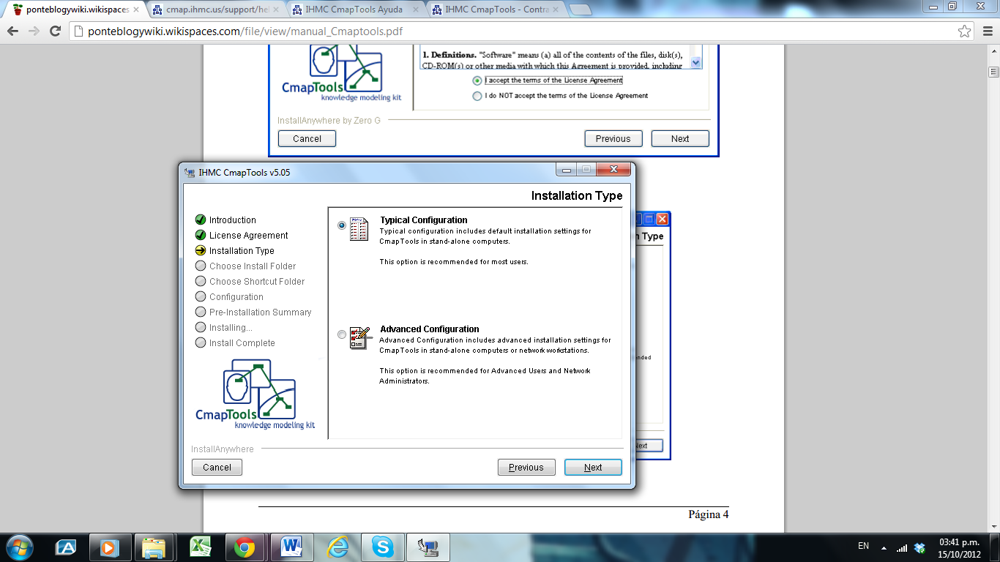 ponteblogywiki.wikispaces
cmap.ihmc.us/support/hel
IHMC CmapTools Ayuda
IHMC CmapTools - Contra
ponteblogywiki.wikispaces.com/file/view/manual_Cmaptools.pdf
1. Definitions. "Software" means (a) all of the contents of the files, disk(s),
CD-ROM(s) or other media with which this Agreement is provided, including
I accept the terms of the License Agreement
I do NOT accept the terms of the License Agreement
CmapTools
knowledge modeling kit
InstallAnywhere by Zero G
Cancel
Previous
Next
IHMC CmapTools v5.05
Installation Type
Introduction
License Agreement
Installation Type
Choose Install Folder
Choose Shortcut Folder
Configuration
Pre-Installation Summary
Installing...
Install Complete
Typical Configuration
Typical configuration includes default installation settings for
CmapTools in stand-alone computers.
This option is recommended for most users.
Advanced Configuration
Advanced Configuration includes advanced installation settings for
CmapTools in stand-alone computers or network workstations.
This option is recommended for Advanced Users and Network
Administrators.
CmapTools
knowledge modeling kit
InstallAnywhere
Cancel
Previous
Next
n Type
nded
Next
Página 4
EN
03:41 p.m.
15/10/2012